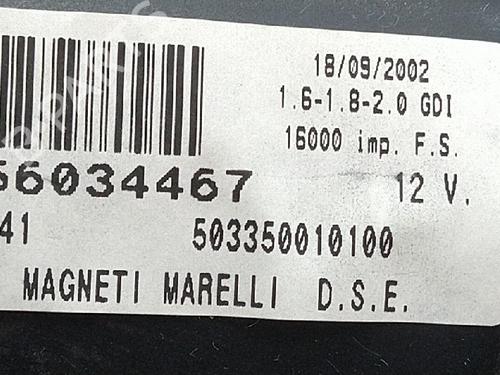 18/09/2002
1.6-1.8-2.0 GDI
16000 imp. F.S.
56034467
12 V.
41
503350010100
MAGNETI MARELLI D.S.E.